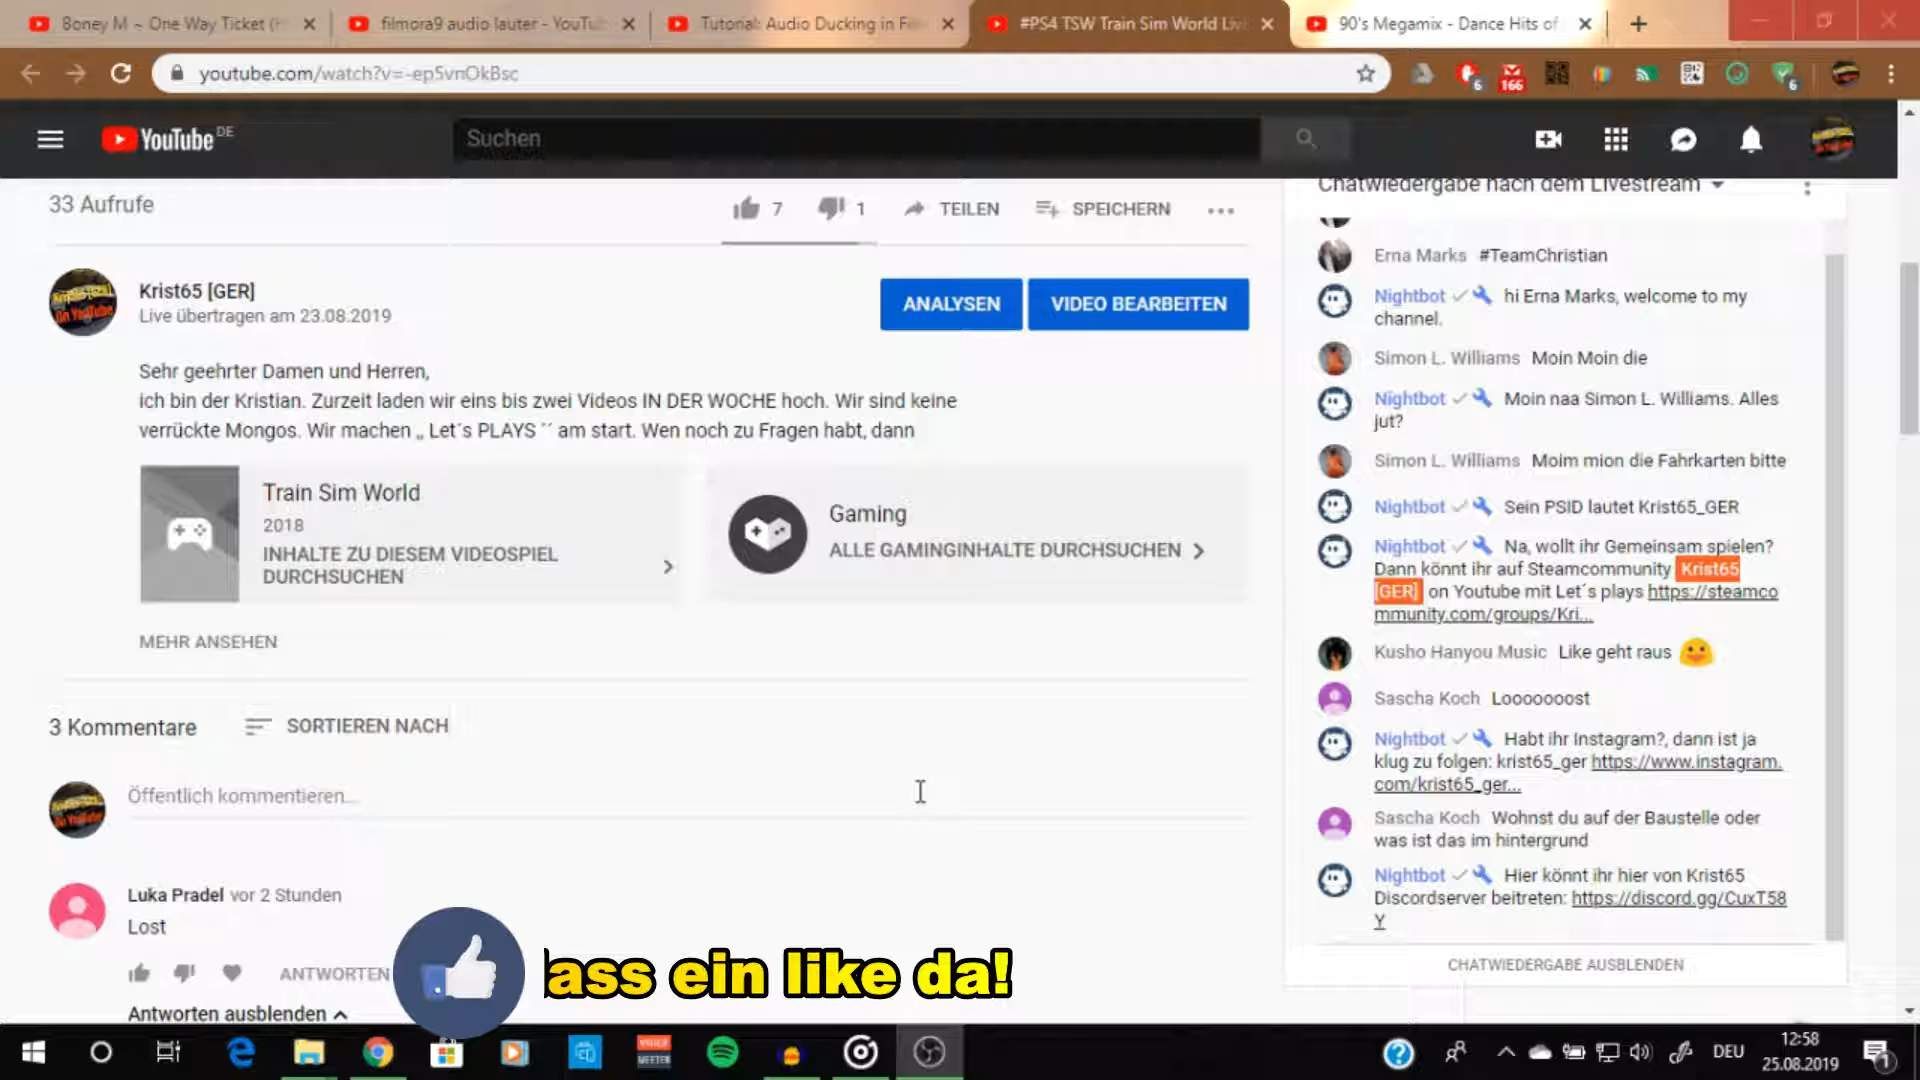 Boney M ~ One Way Ticket (
filmora9 audio lauter - YouTu
Tutorial: Audio Ducking in F
#PS4 TSW Train Sim World Liv
90's Megamix - Dance Hits of
youtube.com/watch?v=-ep5vnOkBsc
6
166
6
YouTube DE
Suchen
33 Aufrufe
7
1
TEILEN
SPEICHERN
Krist65 [GER]
Live übertragen am 23.08.2019
ANALYSEN
VIDEO BEARBEITEN
Sehr geehrter Damen und Herren,
ich bin der Kristian. Zurzeit laden wir eins bis zwei Videos IN DER WOCHE hoch. Wir sind keine
verrückte Mongos. Wir machen „ Let´s PLAYS ´´ am start. Wen noch zu Fragen habt, dann
Train Sim World
2018
INHALTE ZU DIESEM VIDEOSPIEL
DURCHSUCHEN
Gaming
ALLE GAMINGINHALTE DURCHSUCHEN
MEHR ANSEHEN
3 Kommentare
SORTIEREN NACH
Öffentlich kommentieren...
Luka Pradel vor 2 Stunden
Lost
ANTWORTEN
Antworten ausblenden
ass ein like da!
Chatwiedergabe nach dem Livestream
Erna Marks #TeamChristian
Nightbot hi Erna Marks, welcome to my
channel.
Simon L. Williams Moin Moin die
Nightbot Moin naa Simon L. Williams. Alles
jut?
Simon L. Williams Moim mion die Fahrkarten bitte
Nightbot Sein PSID lautet Krist65_GER
Nightbot Na, wollt ihr Gemeinsam spielen?
Dann könnt ihr auf Steamcommunity Krist65
[GER] on Youtube mit Let´s plays https://steamco
mmunity.com/groups/Kri...
Kusho Hanyou Music Like geht raus
Sascha Koch Looooooost
Nightbot Habt ihr Instagram?, dann ist ja
klug zu folgen: krist65_ger https://www.instagram.
com/krist65_ger...
Sascha Koch Wohnst du auf der Baustelle oder
was ist das im hintergrund
Nightbot Hier könnt ihr hier von Krist65
Discordserver beitreten: https://discord.gg/CuxT58
Y
CHATWIEDERGABE AUSBLENDEN
DEU
12:58
25.08.2019
1